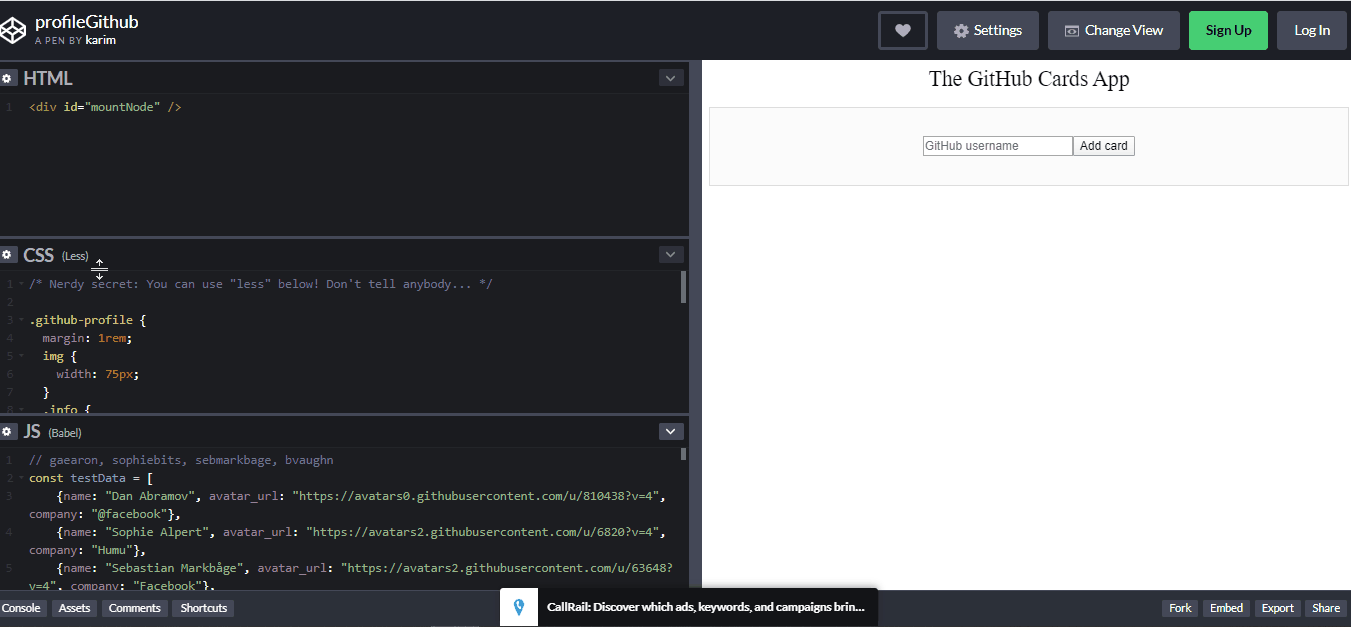 profileGithub
A PEN BY karim
Settings
Change View
Sign Up
Log In
HTML
1 <div id="mountNode" />
CSS (Less)
1 /* Nerdy secret: You can use "less" below! Don't tell anybody... */
2
3 .github-profile {
4 margin: 1rem;
5 img {
6 width: 75px;
7 }
8 .info {
JS (Babel)
1 // gaearon, sophiebits, sebmarkbage, bvaughn
2 const testData = [
3 {name: "Dan Abramov", avatar_url: "https://avatars0.githubusercontent.com/u/810438?v=4",
company: "@facebook"},
4 {name: "Sophie Alpert", avatar_url: "https://avatars2.githubusercontent.com/u/6820?v=4",
company: "Humu"},
5 {name: "Sebastian Markbåge", avatar_url: "https://avatars2.githubusercontent.com/u/63648?
v=4", company: "Facebook"},
The GitHub Cards App
GitHub username
Add card
Console
Assets
Comments
Shortcuts
CallRail: Discover which ads, keywords, and campaigns brin...
Fork
Embed
Export
Share